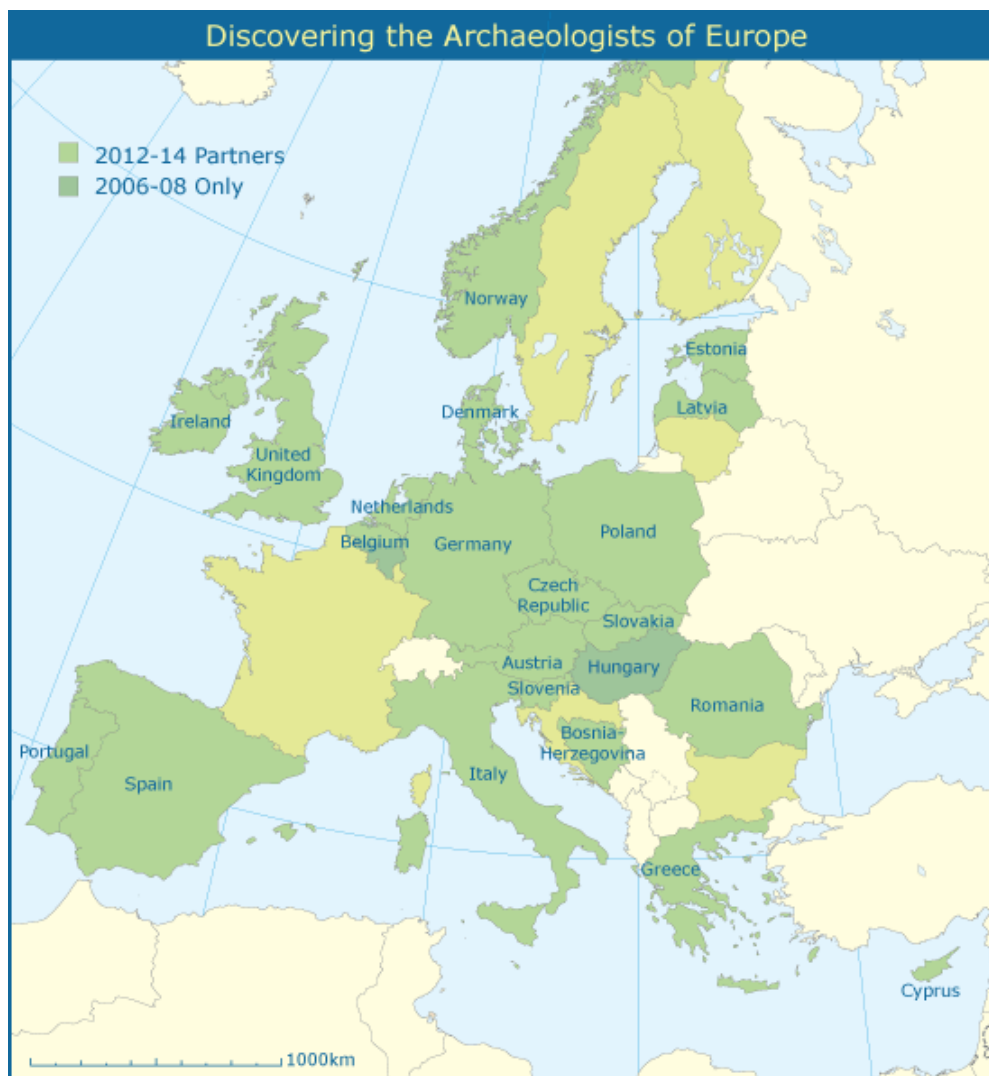 Discovering the Archaeologists of Europe
2012-14 Partners
2006-08 Only
Norway
Estonia
Latvia
Denmark
Ireland
United
Kingdom
Netherlands
Belgium
Germany
Poland
Czech
Republic
Slovakia
Austria
Hungary
Slovenia
Romania
Bosnia-
Herzegovina
Portugal
Spain
Italy
Greece
Cyprus
1000km